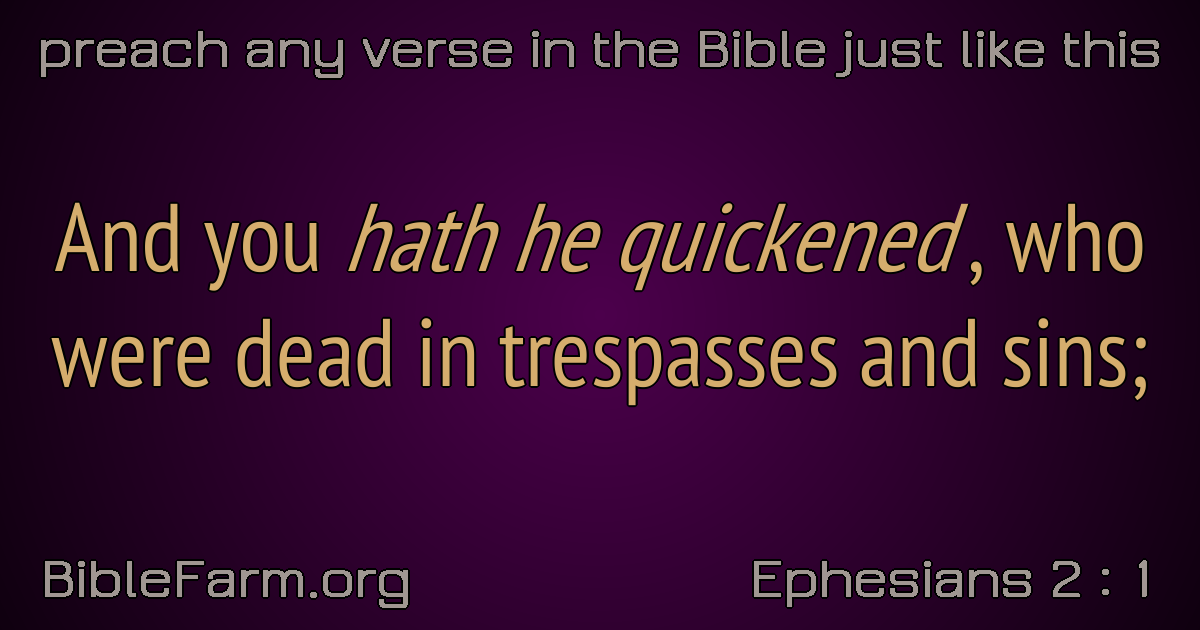 preach any verse in the Bible just like this
And you hath he quickened, who
were dead in trespasses and sins;
BibleFarm.org
Ephesians 2 : 1